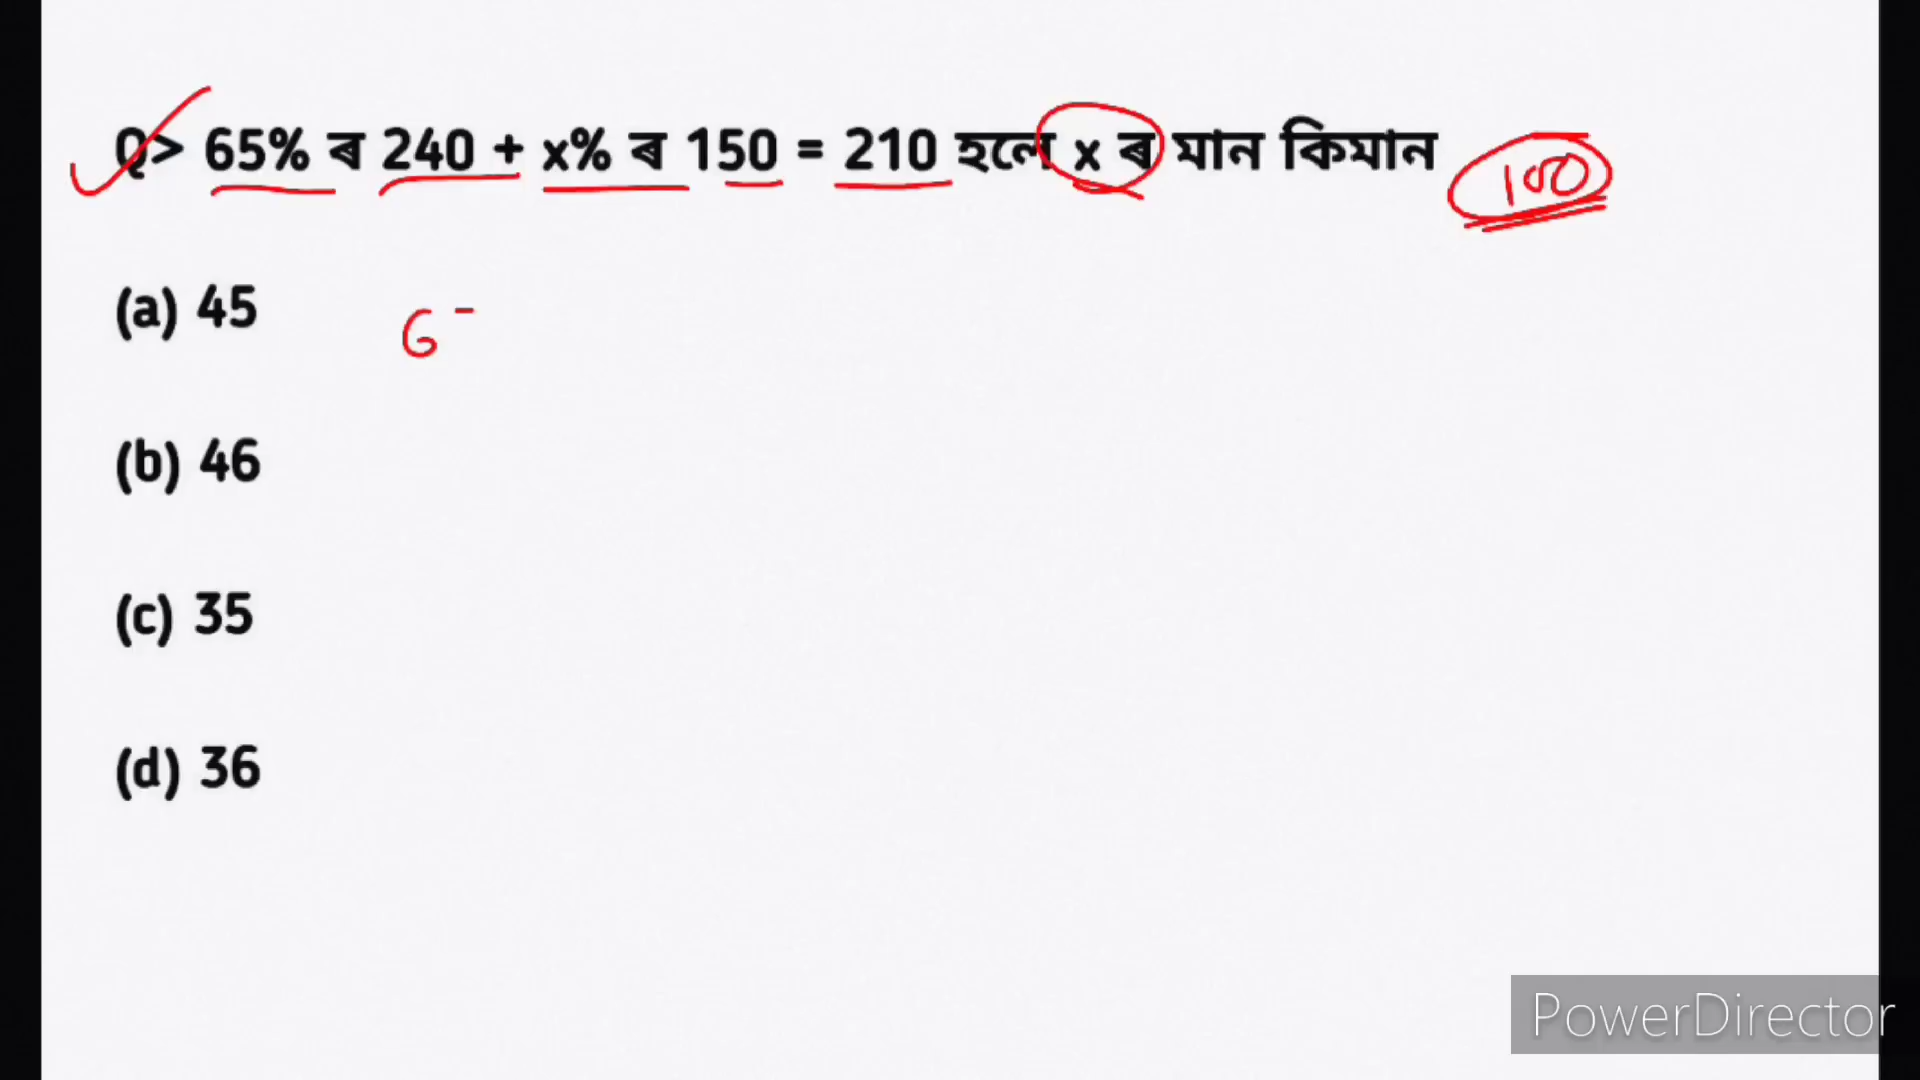 Q> 65% ৰ 240 + x% ৰ 150 = 210 হলে x ৰ মান কিমান 100
(a) 45
6
(b) 46
(c) 35
(d) 36
PowerDirector